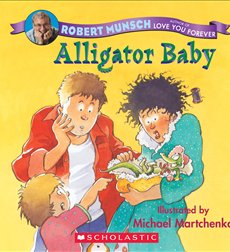 ROBERT MUNSCH
AUTHOR OF
LOVE YOU FOREVER
Alligator Baby
Illustrated by
Michael Martchenko
SCHOLASTIC